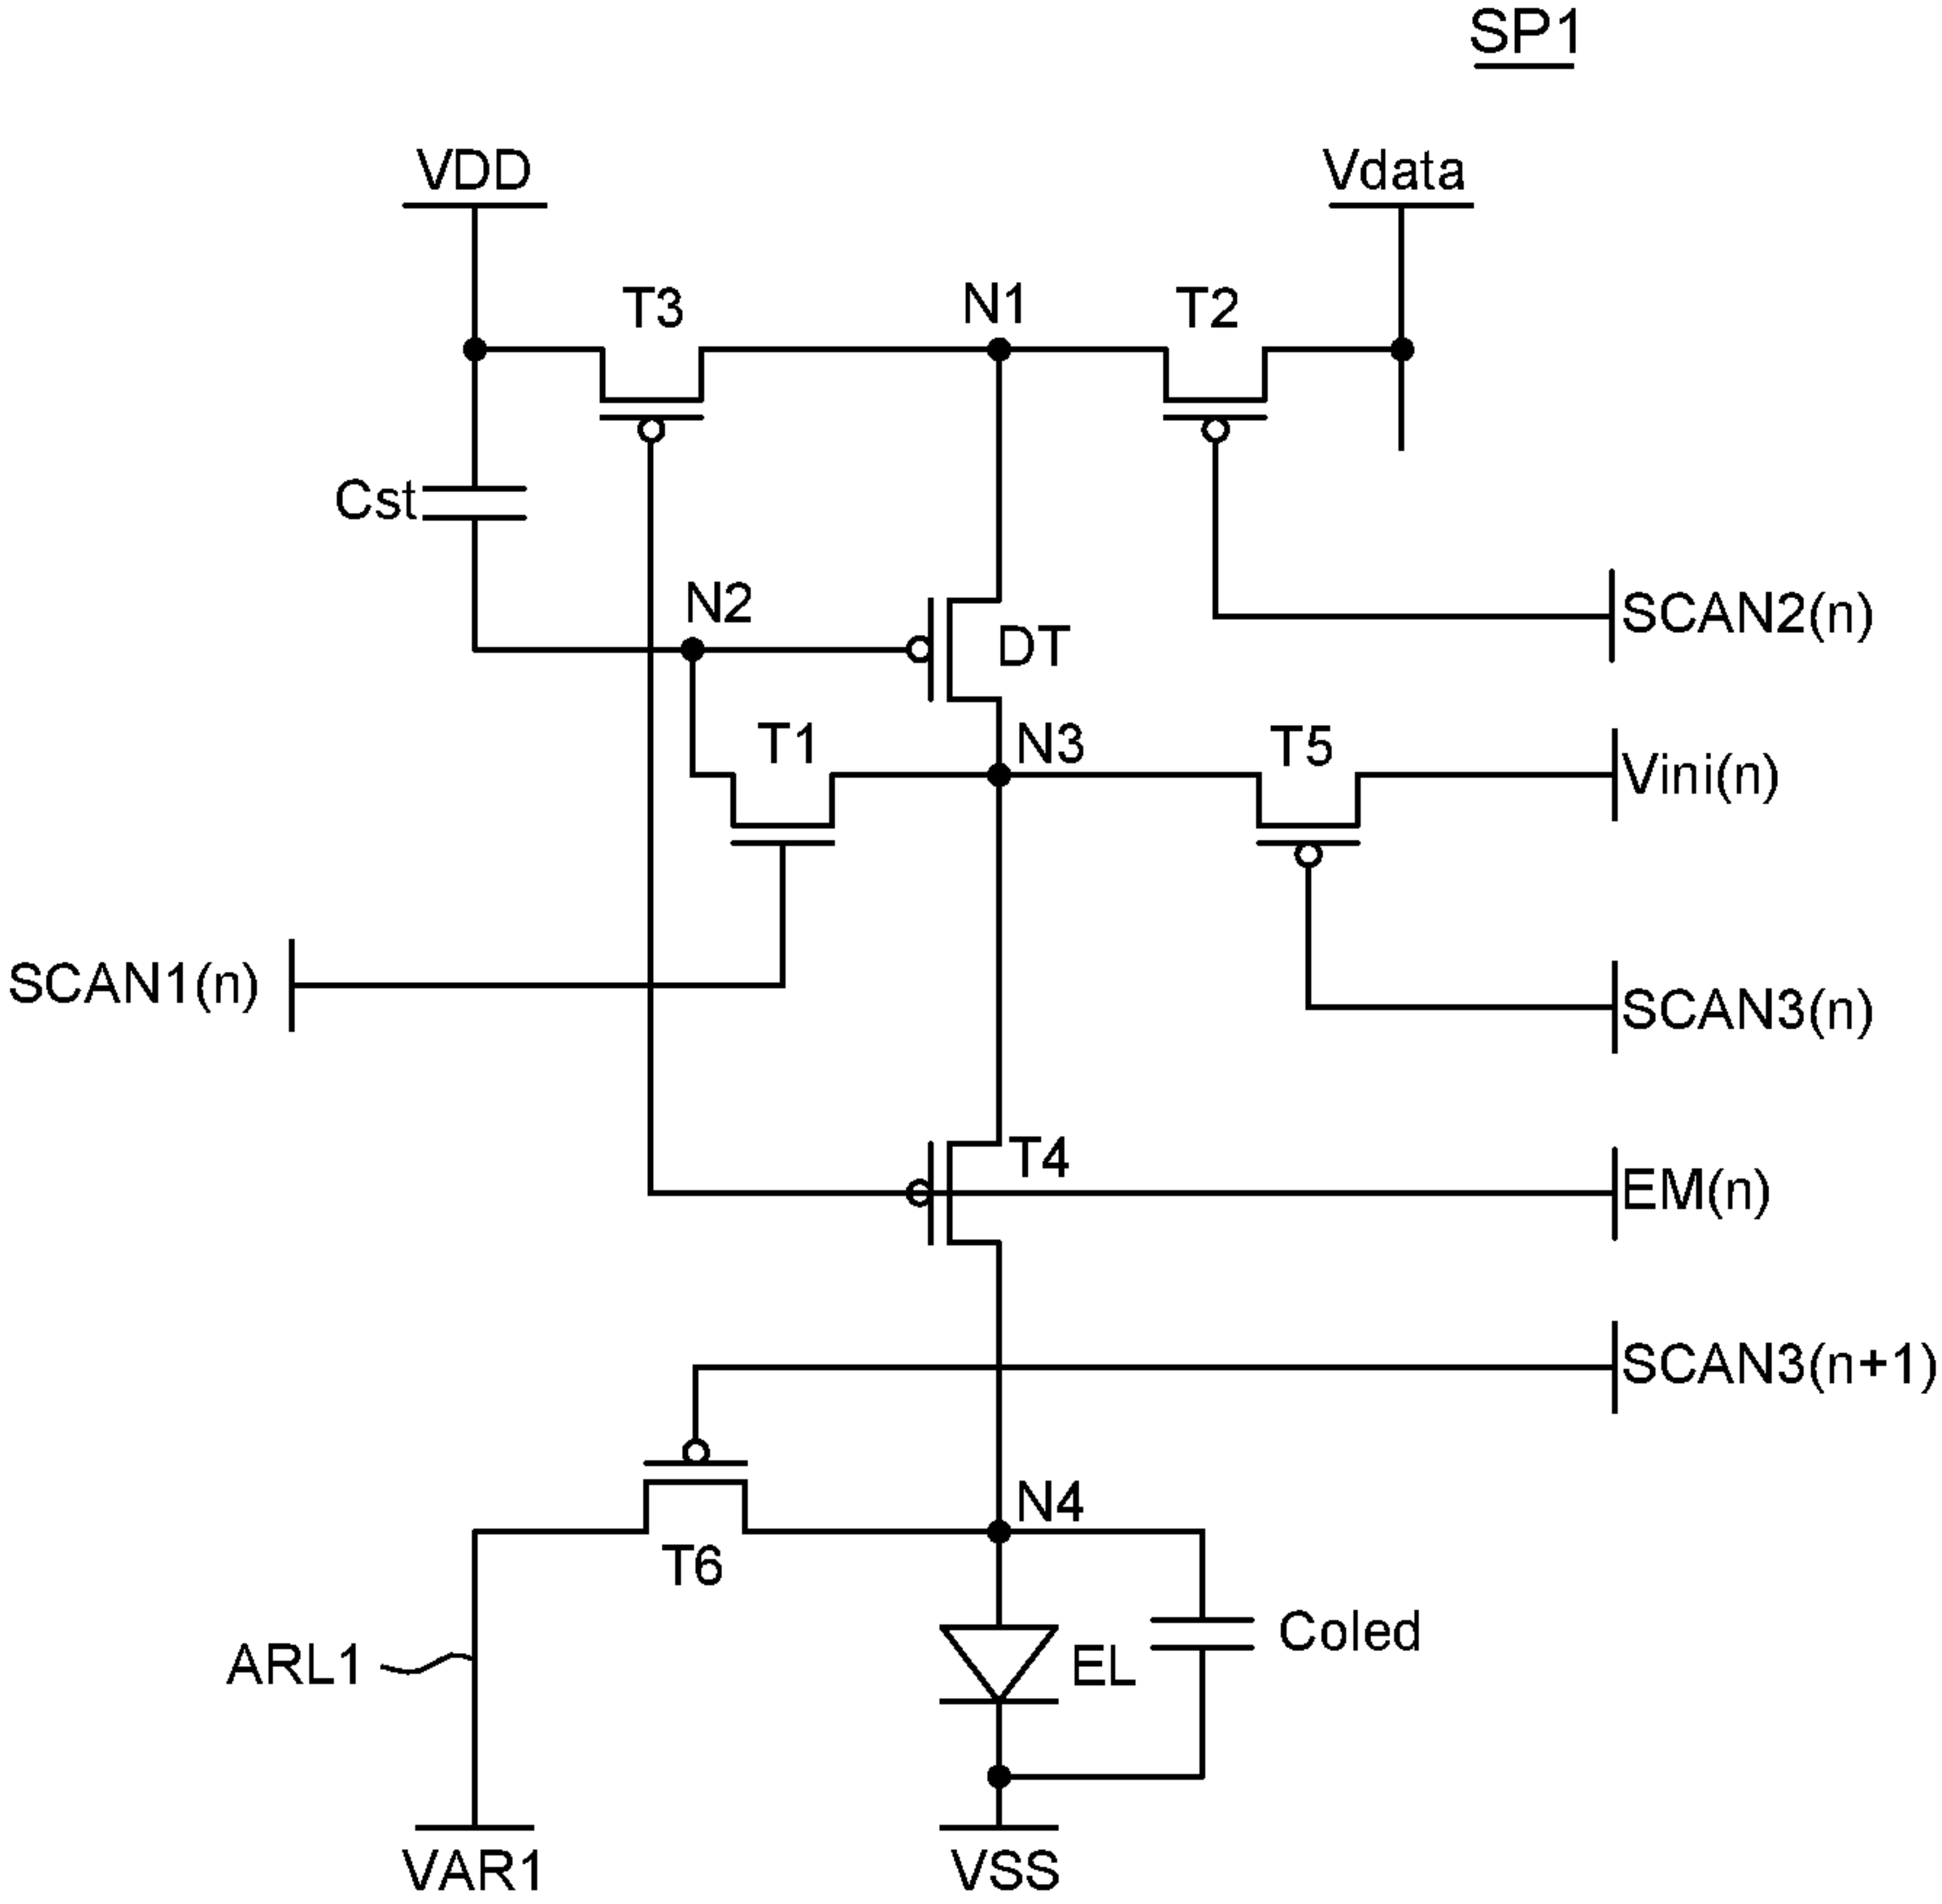 SP1
VDD
Vdata
T3
N1
T2
Cst
N2
SCAN2(n)
DT
T1
N3
T5
Vini(n)
SCAN1(n)
SCAN3(n)
T4
EM(n)
SCAN3(n+1)
N4
T6
Coled
ARL1
EL
VAR1
VSS